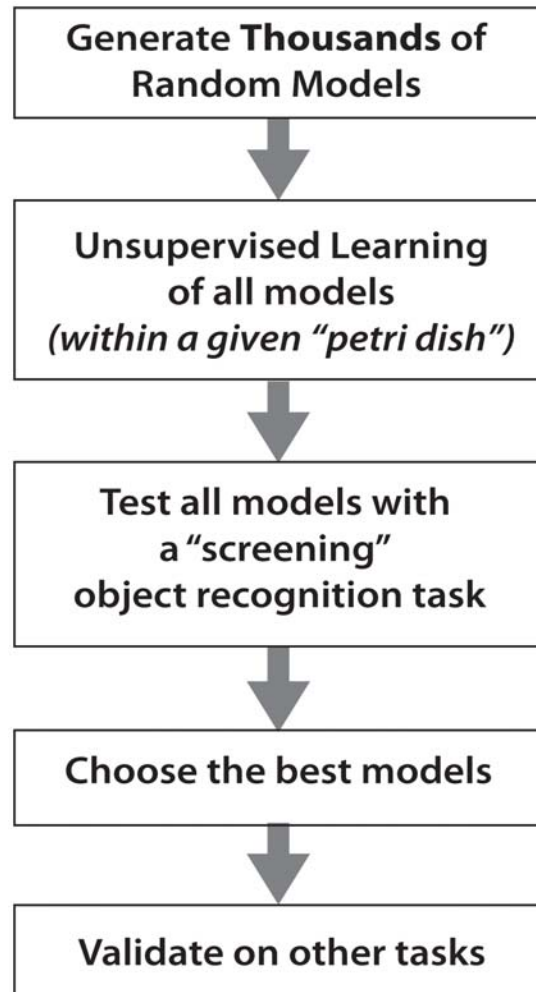 Generate Thousands of
Random Models
Unsupervised Learning
of all models
(within a given “petri dish”)
Test all models with
a “screening”
object recognition task
Choose the best models
Validate on other tasks